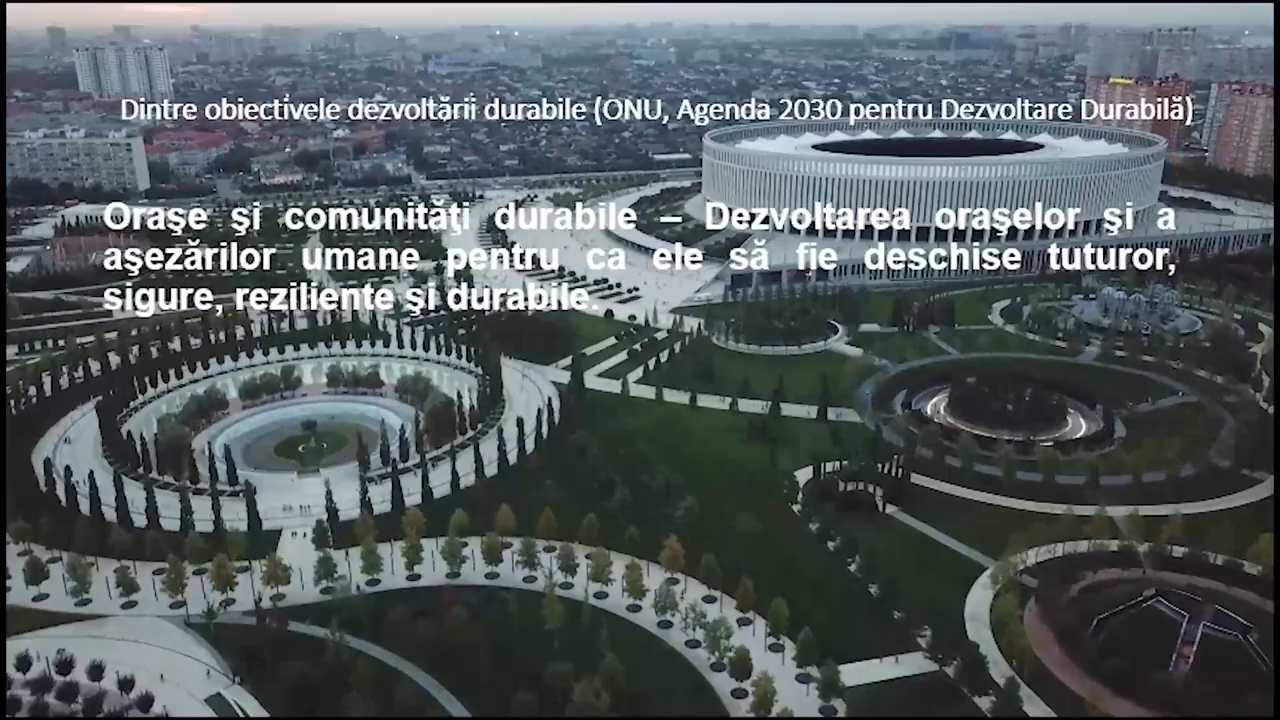 Dintre obiectivele dezvoltării durabile (ONU, Agenda 2030 pentru Dezvoltare Durabilă)
Oraşe şi comunităţi durabile – Dezvoltarea oraşelor şi a
aşezărilor umane pentru ca ele să fie deschise tuturor,
sigure, reziliente şi durabile.